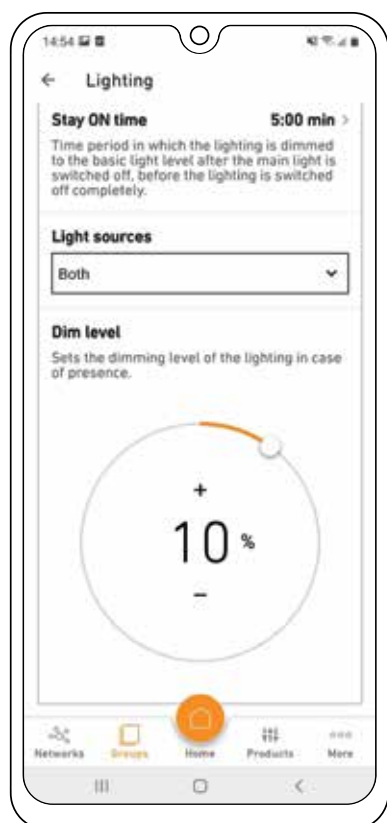 14:54
Lighting
Stay ON time 5:00 min
Time period in which the lighting is dimmed
to the basic light level after the main light is
switched off, before the lighting is switched
off completely.
Light sources
Both
Dim level
Sets the dimming level of the lighting in case
of presence.
+
10 %
−
Networks Groups Home Products More